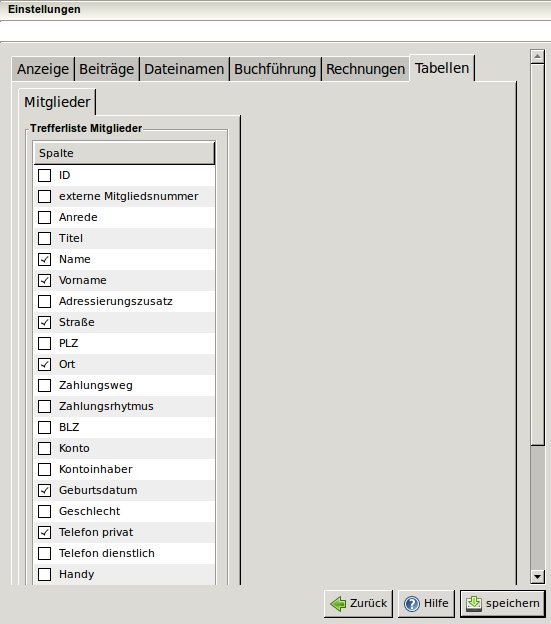 Einstellungen
Anzeige Beiträge Dateinamen Buchführung Rechnungen Tabellen
Mitglieder
Trefferliste Mitglieder
Spalte
ID
externe Mitgliedsnummer
Anrede
Titel
Name
Vorname
Adressierungszusatz
Straße
PLZ
Ort
Zahlungsweg
Zahlungsrhytmus
BLZ
Konto
Kontoinhaber
Geburtsdatum
Geschlecht
Telefon privat
Telefon dienstlich
Handy
Zurück Hilfe speichern